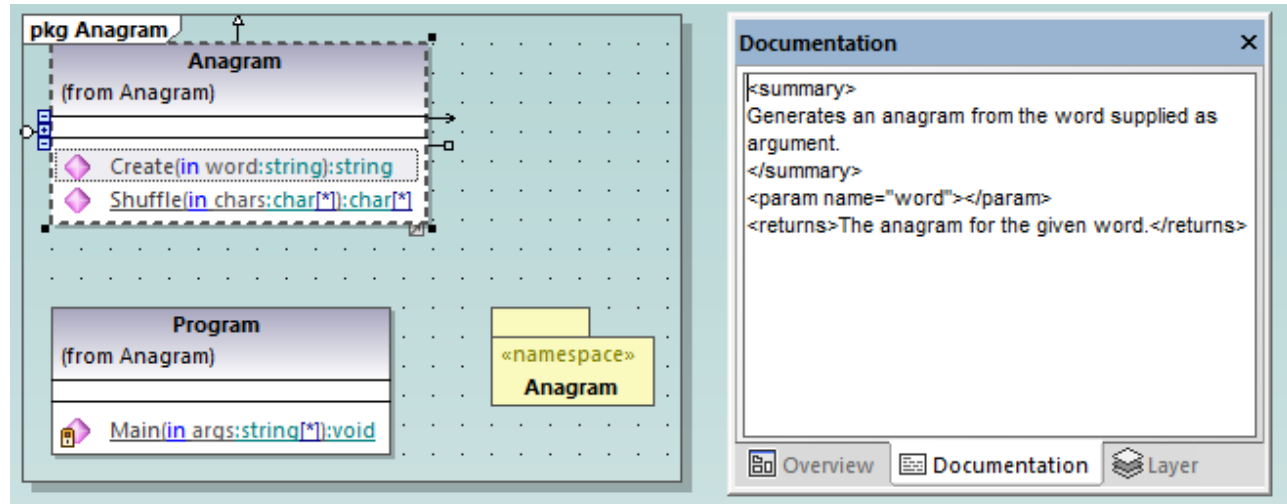 pkg Anagram
Anagram
(from Anagram)
Create(in word:string):string
Shuffle(in chars:char[*]):char[*]
Program
(from Anagram)
Main(in args:string[*]):void
«namespace»
Anagram
Documentation
<summary>
Generates an anagram from the word supplied as
argument.
</summary>
<param name="word"></param>
<returns>The anagram for the given word.</returns>
Overview Documentation Layer